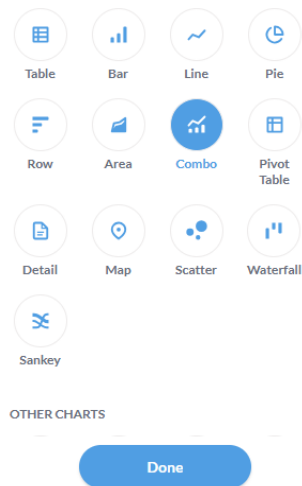 Table Bar Line Pie
Row Area Combo Pivot
Table
Detail Map Scatter Waterfall
Sankey
OTHER CHARTS
Done